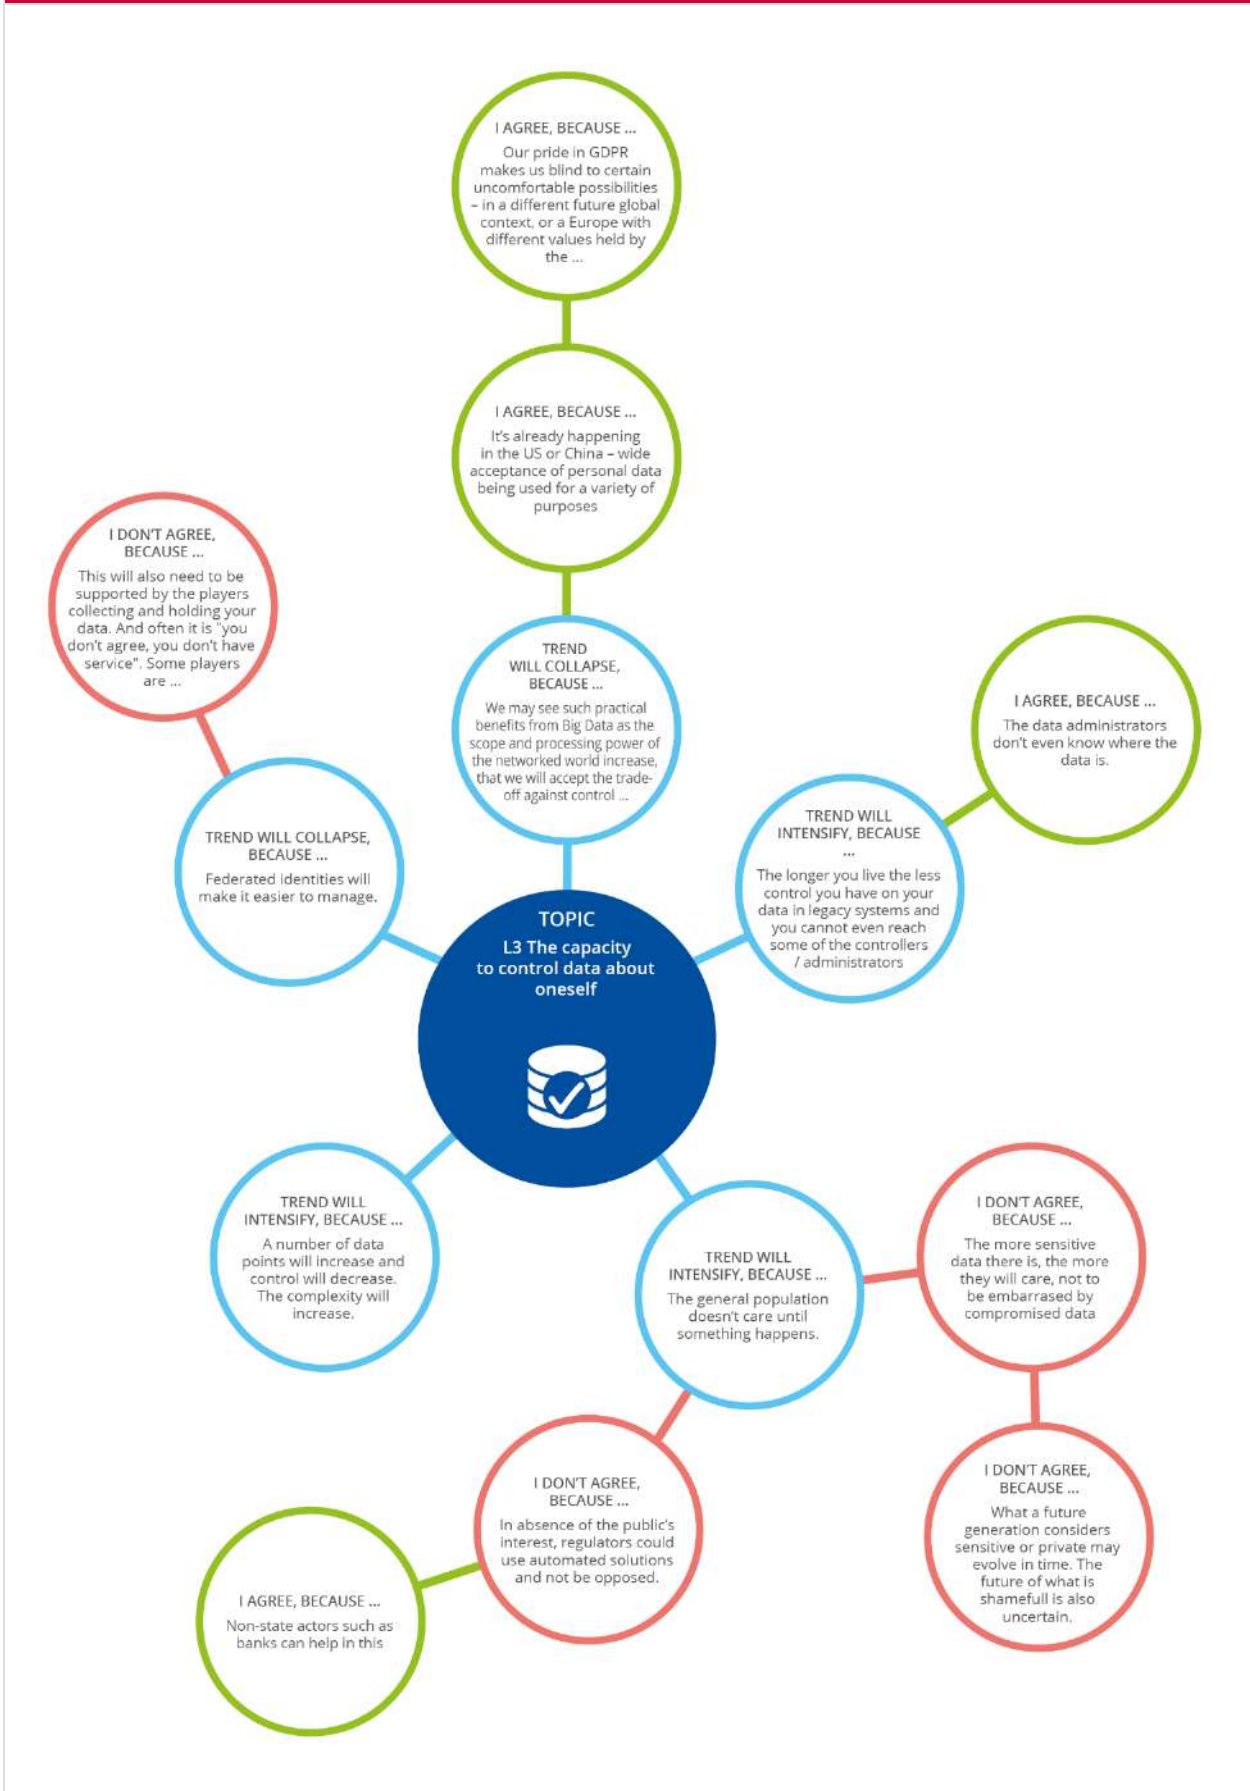 I AGREE, BECAUSE ...
Our pride in GDPR
makes us blind to certain
uncomfortable possibilities
– in a different future global
context, or a Europe with
different values held by
the ...
I AGREE, BECAUSE ...
It's already happening
in the US or China – wide
acceptance of personal data
being used for a variety of
purposes
I DON'T AGREE,
BECAUSE ...
This will also need to be
supported by the players
collecting and holding your
data. And often it is "you
don't agree, you don't have
service". Some players
are ...
TREND
WILL COLLAPSE,
BECAUSE ...
We may see such practical
benefits from Big Data as the
scope and processing power of
the networked world increase,
that we will accept the trade-
off against control ...
I AGREE, BECAUSE ...
The data administrators
don't even know where the
data is.
TREND WILL COLLAPSE,
BECAUSE ...
Federated identities will
make it easier to manage.
TREND WILL
INTENSIFY, BECAUSE
...
The longer you live the less
control you have on your
data in legacy systems and
you cannot even reach
some of the controllers
/ administrators
TOPIC
L3 The capacity
to control data about
oneself
TREND WILL
INTENSIFY, BECAUSE ...
A number of data
points will increase and
control will decrease.
The complexity will
increase.
TREND WILL
INTENSIFY, BECAUSE ...
The general population
doesn't care until
something happens.
I DON'T AGREE,
BECAUSE ...
The more sensitive
data there is, the more
they will care, not to
be embarrased by
compromised data
I DON'T AGREE,
BECAUSE ...
In absence of the public's
interest, regulators could
use automated solutions
and not be opposed.
I DON'T AGREE,
BECAUSE ...
What a future
generation considers
sensitive or private may
evolve in time. The
future of what is
shamefull is also
uncertain.
I AGREE, BECAUSE ...
Non-state actors such as
banks can help in this